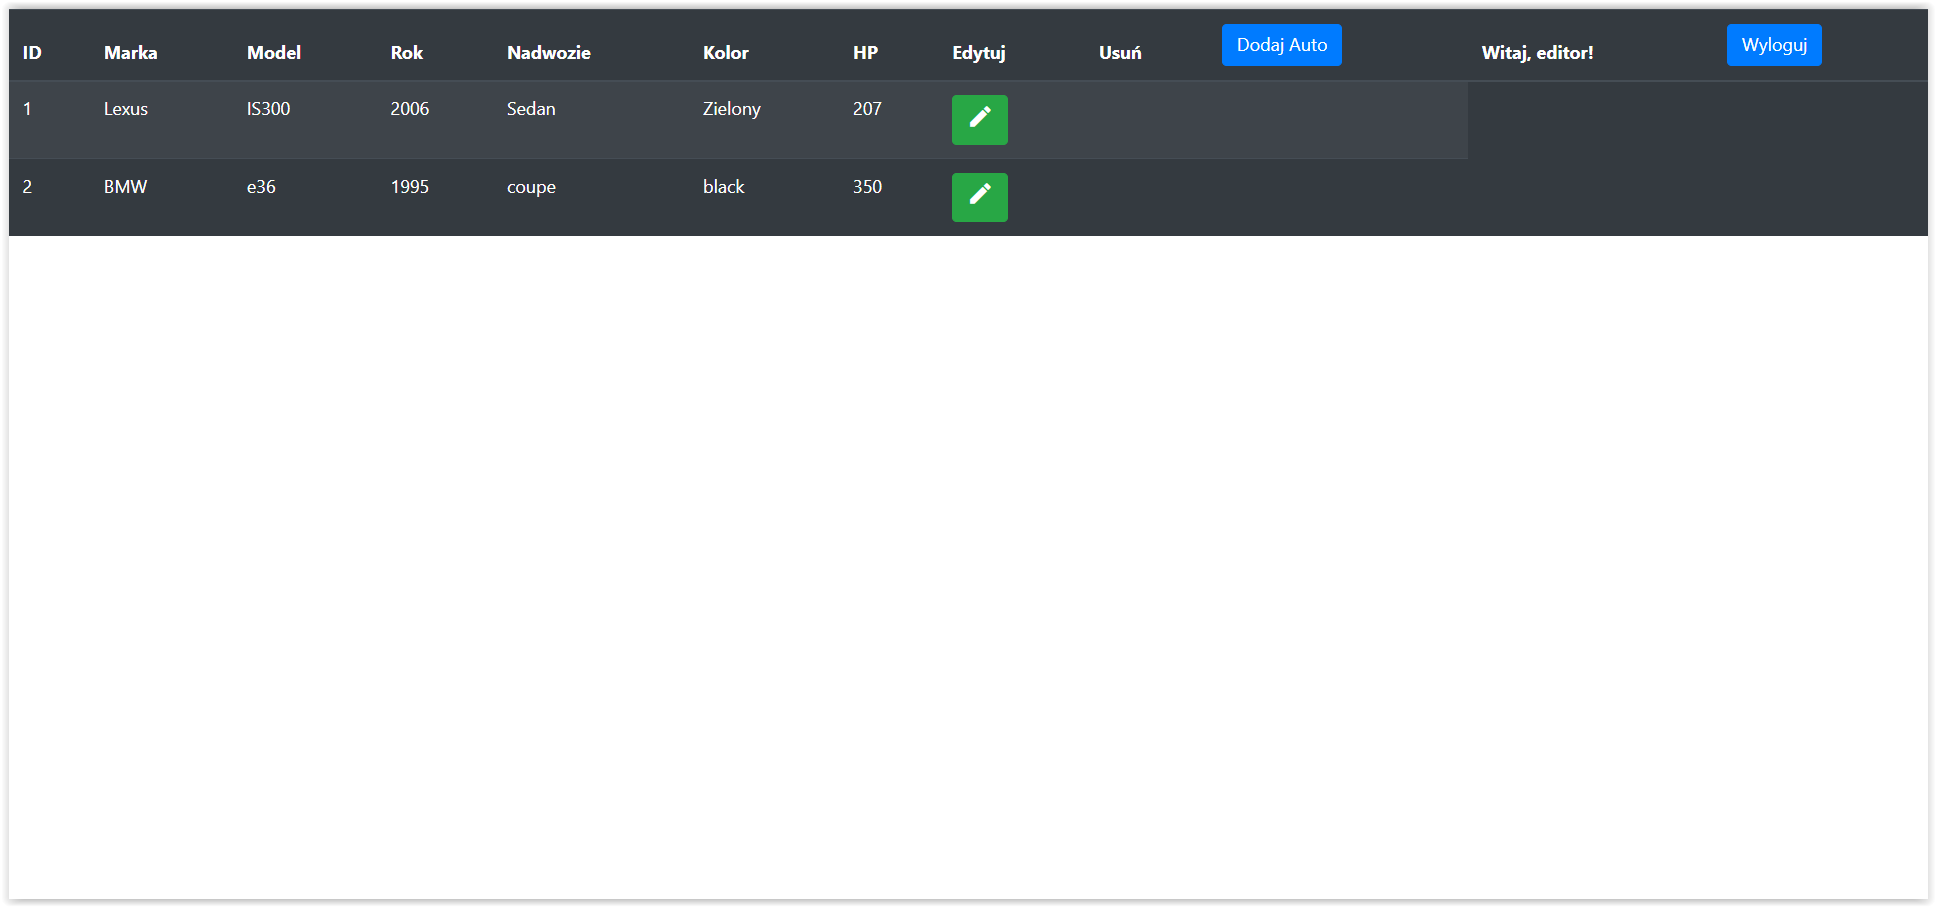 ID Marka Model Rok Nadwozie Kolor HP Edytuj Usuń Dodaj Auto Witaj, editor! Wyloguj
1 Lexus IS300 2006 Sedan Zielony 207
2 BMW e36 1995 coupe black 350